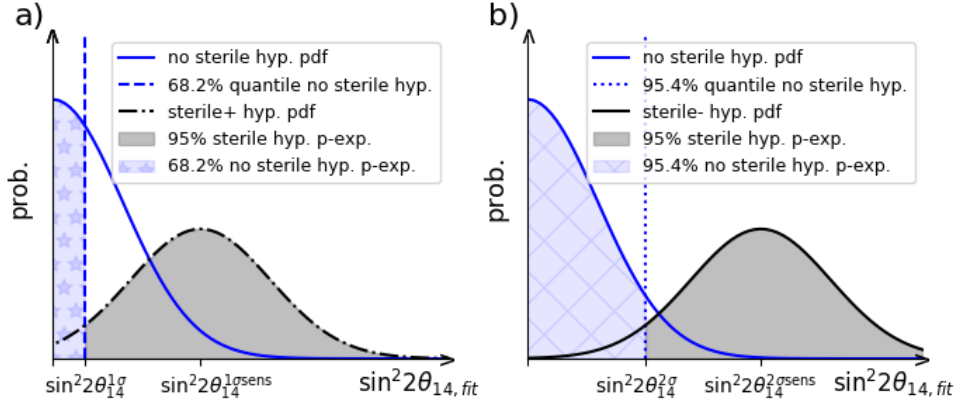 a)
no sterile hyp. pdf
68.2% quantile no sterile hyp.
sterile+ hyp. pdf
95% sterile hyp. p-exp.
68.2% no sterile hyp. p-exp.
prob.
sin²2θ₁₄^1σ
sin²2θ₁₄^1σsens
sin²2θ₁₄,fit
b)
no sterile hyp. pdf
95.4% quantile no sterile hyp.
sterile- hyp. pdf
95% sterile hyp. p-exp.
95.4% no sterile hyp. p-exp.
prob.
sin²2θ₁₄^2σ
sin²2θ₁₄^2σsens
sin²2θ₁₄,fit